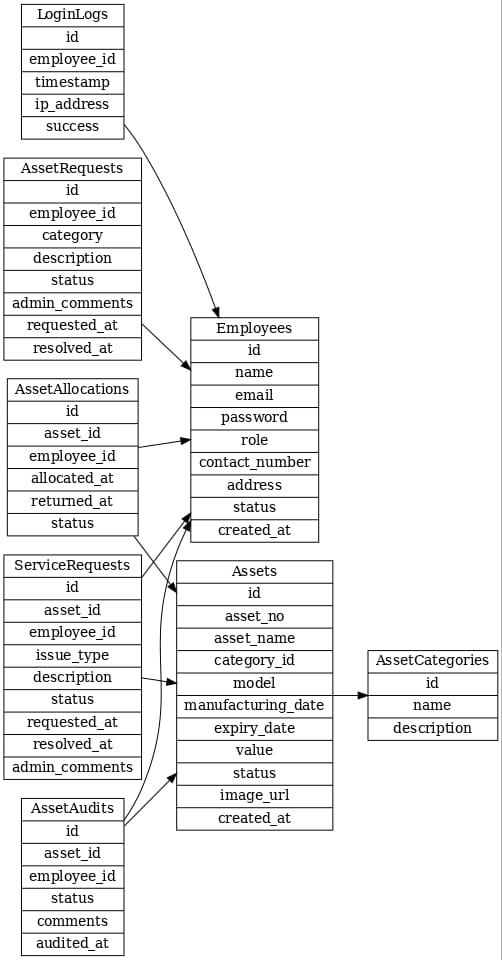 LoginLogs
id
employee_id
timestamp
ip_address
success
AssetRequests
id
employee_id
category
description
status
admin_comments
requested_at
resolved_at
AssetAllocations
id
asset_id
employee_id
allocated_at
returned_at
status
ServiceRequests
id
asset_id
employee_id
issue_type
description
status
requested_at
resolved_at
admin_comments
AssetAudits
id
asset_id
employee_id
status
comments
audited_at
Employees
id
name
email
password
role
contact_number
address
status
created_at
Assets
id
asset_no
asset_name
category_id
model
manufacturing_date
expiry_date
value
status
image_url
created_at
AssetCategories
id
name
description